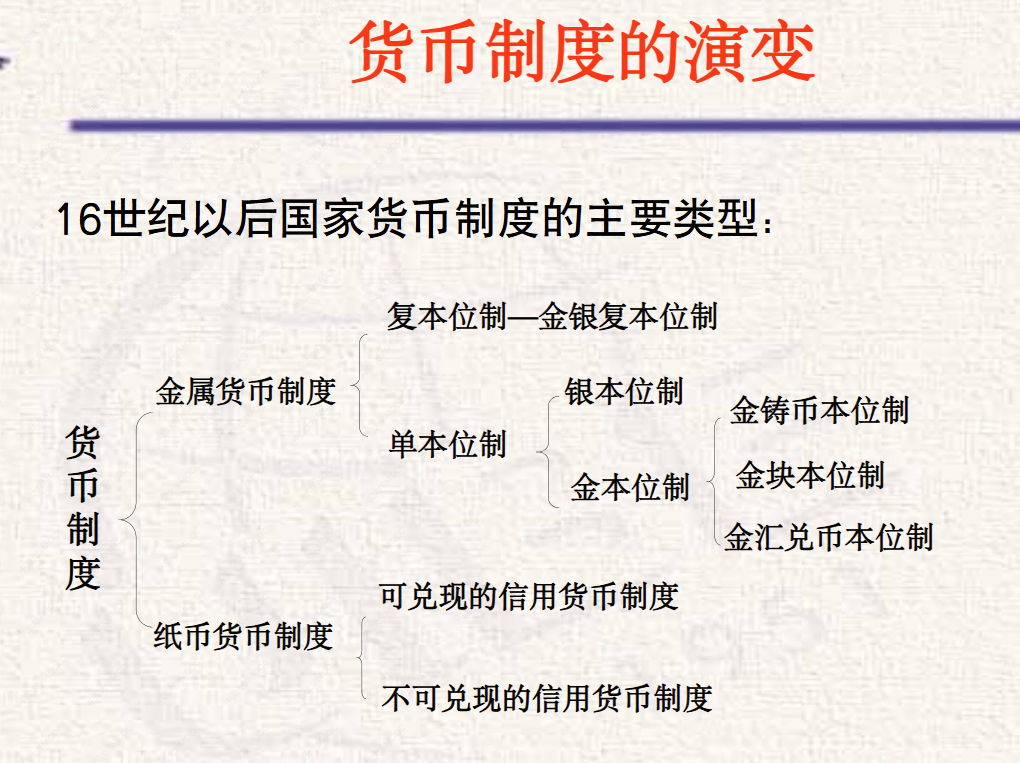 货币制度的演变
16世纪以后国家货币制度的主要类型:
复本位制—金银复本位制
金属货币制度
银本位制
金铸币本位制
单本位制
金块本位制
金本位制
金汇兑币本位制
货币制度
可兑现的信用货币制度
纸币货币制度
不可兑现的信用货币制度